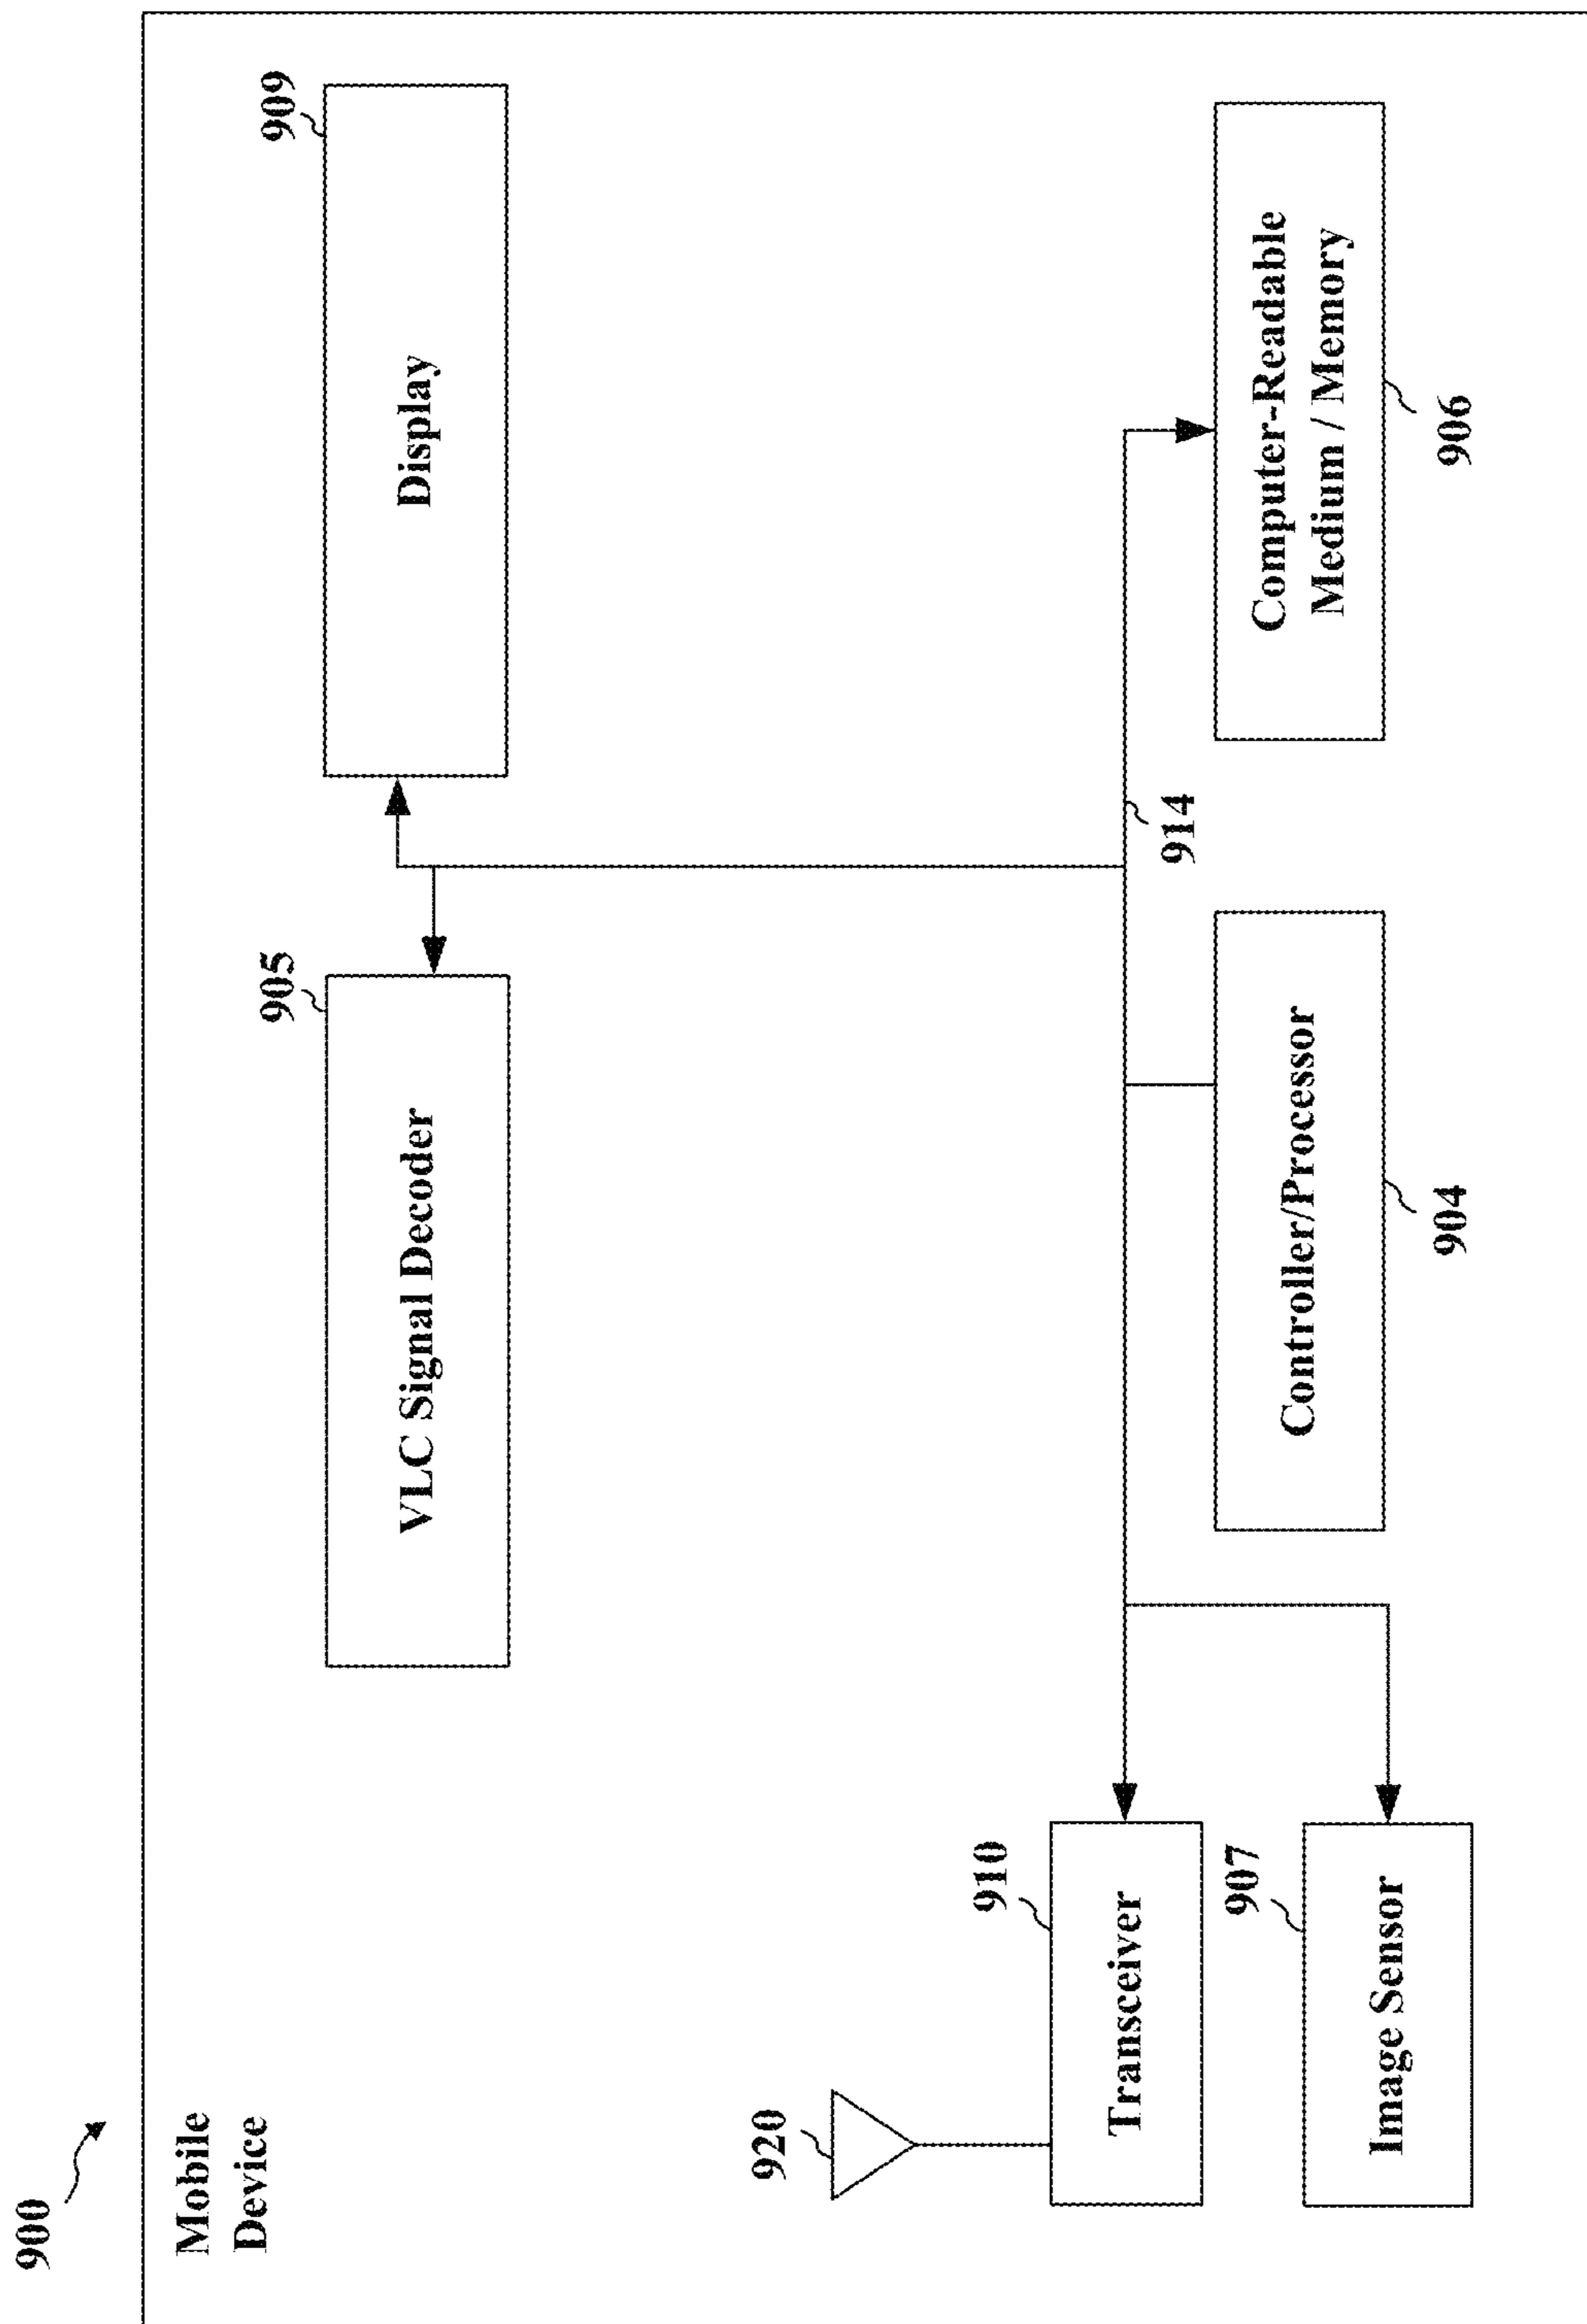 900
Mobile
Device
905
VLC Signal Decoder
909
Display
920
910
Transceiver
914
907
Image Sensor
Controller/Processor
904
Computer-Readable
Medium / Memory
906